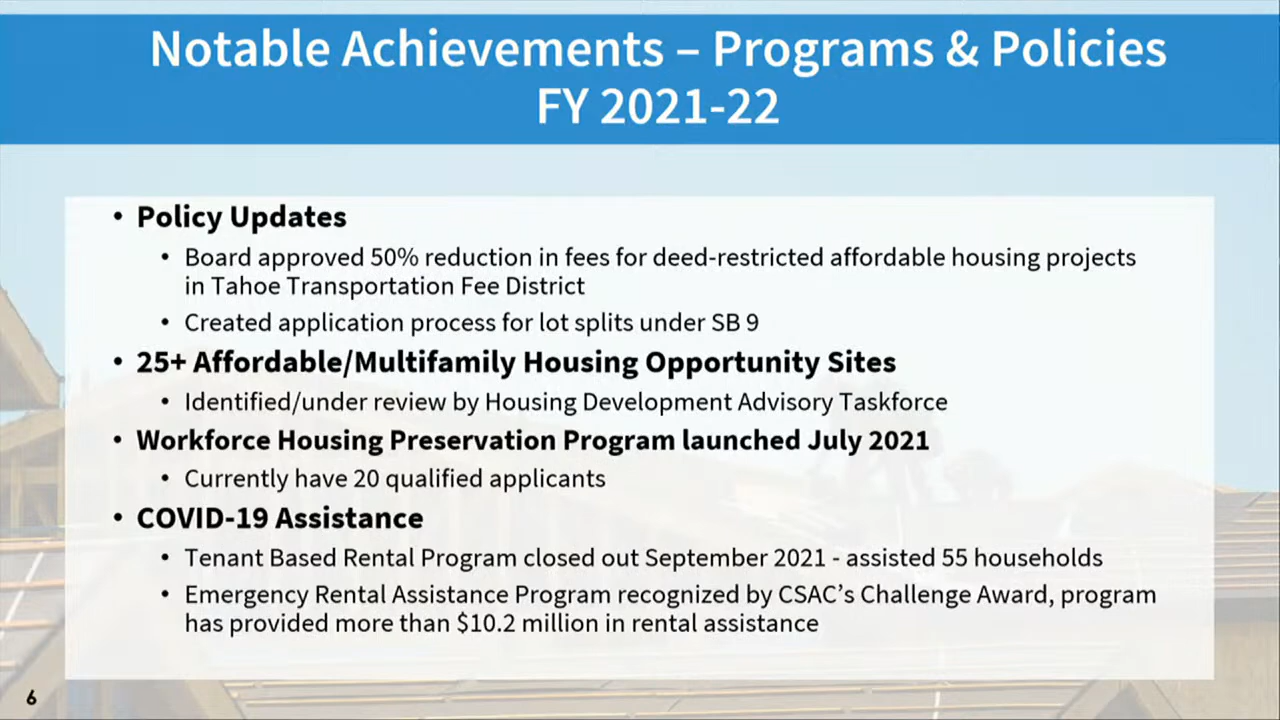 Notable Achievements – Programs & Policies
FY 2021-22
• Policy Updates
• Board approved 50% reduction in fees for deed-restricted affordable housing projects
in Tahoe Transportation Fee District
• Created application process for lot splits under SB 9
• 25+ Affordable/Multifamily Housing Opportunity Sites
• Identified/under review by Housing Development Advisory Taskforce
• Workforce Housing Preservation Program launched July 2021
• Currently have 20 qualified applicants
• COVID-19 Assistance
• Tenant Based Rental Program closed out September 2021 - assisted 55 households
• Emergency Rental Assistance Program recognized by CSAC’s Challenge Award, program
has provided more than $10.2 million in rental assistance
6